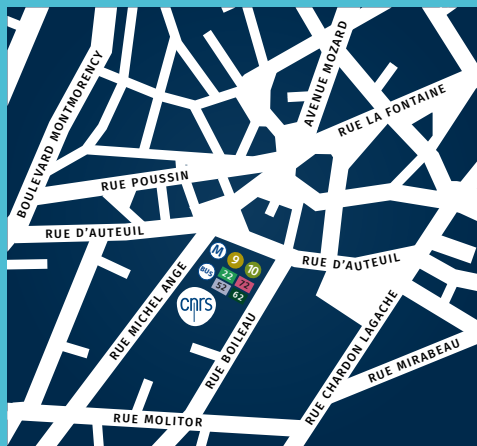 BOULEVARD MONTMORENCY
AVENUE MOZARD
RUE LA FONTAINE
RUE POUSSIN
RUE D'AUTEUIL
RUE D'AUTEUIL
M 9 10
BUS 22 72
52 62
cnrs
RUE MICHEL ANGE
RUE BOILEAU
RUE CHARDON LAGACHE
RUE MIRABEAU
RUE MOLITOR